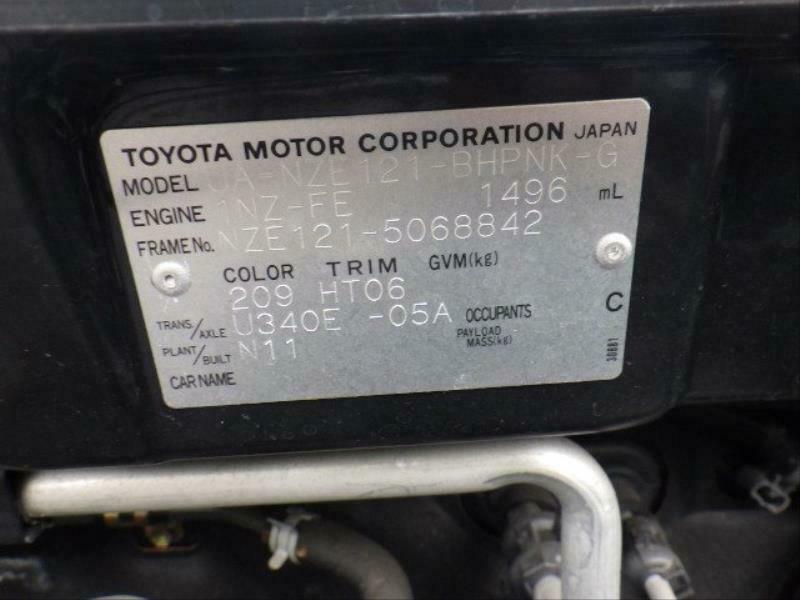 TOYOTA MOTOR CORPORATION JAPAN
MODEL UA-NZE121-BHPNK-G
ENGINE 1NZ-FE 1496 mL
FRAME No. NZE121-5068842
COLOR TRIM GVM(kg)
209 HT06
TRANS./AXLE U340E -05A OCCUPANTS C
PLANT/BUILT N11 PAYLOAD MASS(kg) 30881
CAR NAME